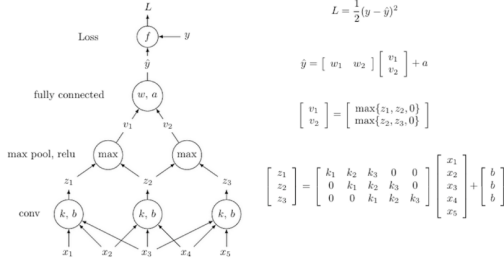 L
Loss
f
y
ŷ
fully connected
w, a
v₁
v₂
max pool, relu
max
max
z₁
z₂
z₃
conv
k, b
k, b
k, b
x₁
x₂
x₃
x₄
x₅
L = 1/2 (y − ŷ)²
ŷ = [ w₁ w₂ ] [ v₁ v₂ ] + a
[ v₁ v₂ ] = [ max{z₁, z₂, 0} max{z₂, z₃, 0} ]
[ z₁ z₂ z₃ ] = [ k₁ k₂ k₃ 0 0 0 k₁ k₂ k₃ 0 0 0 k₁ k₂ k₃ ] [ x₁ x₂ x₃ x₄ x₅ ] + [ b b b ]